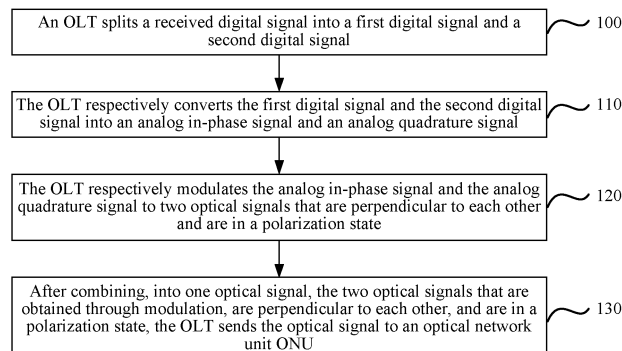 An OLT splits a received digital signal into a first digital signal and a
second digital signal
100
The OLT respectively converts the first digital signal and the second digital
signal into an analog in-phase signal and an analog quadrature signal
110
The OLT respectively modulates the analog in-phase signal and the analog
quadrature signal to two optical signals that are perpendicular to each other
and are in a polarization state
120
After combining, into one optical signal, the two optical signals that are
obtained through modulation, are perpendicular to each other, and are in a
polarization state, the OLT sends the optical signal to an optical network
unit ONU
130